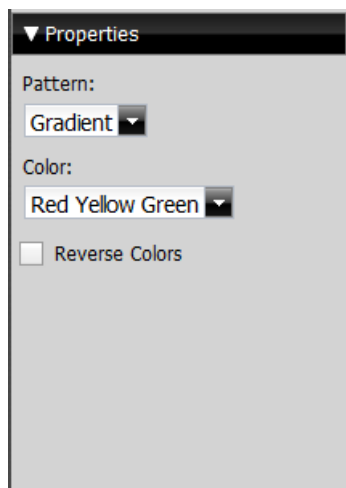 Properties
Pattern:
Gradient
Color:
Red Yellow Green
Reverse Colors